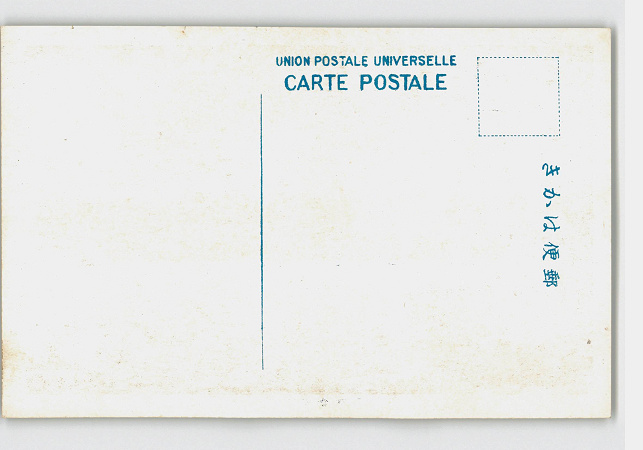 UNION POSTALE UNIVERSELLE
CARTE POSTALE
きかは便郵